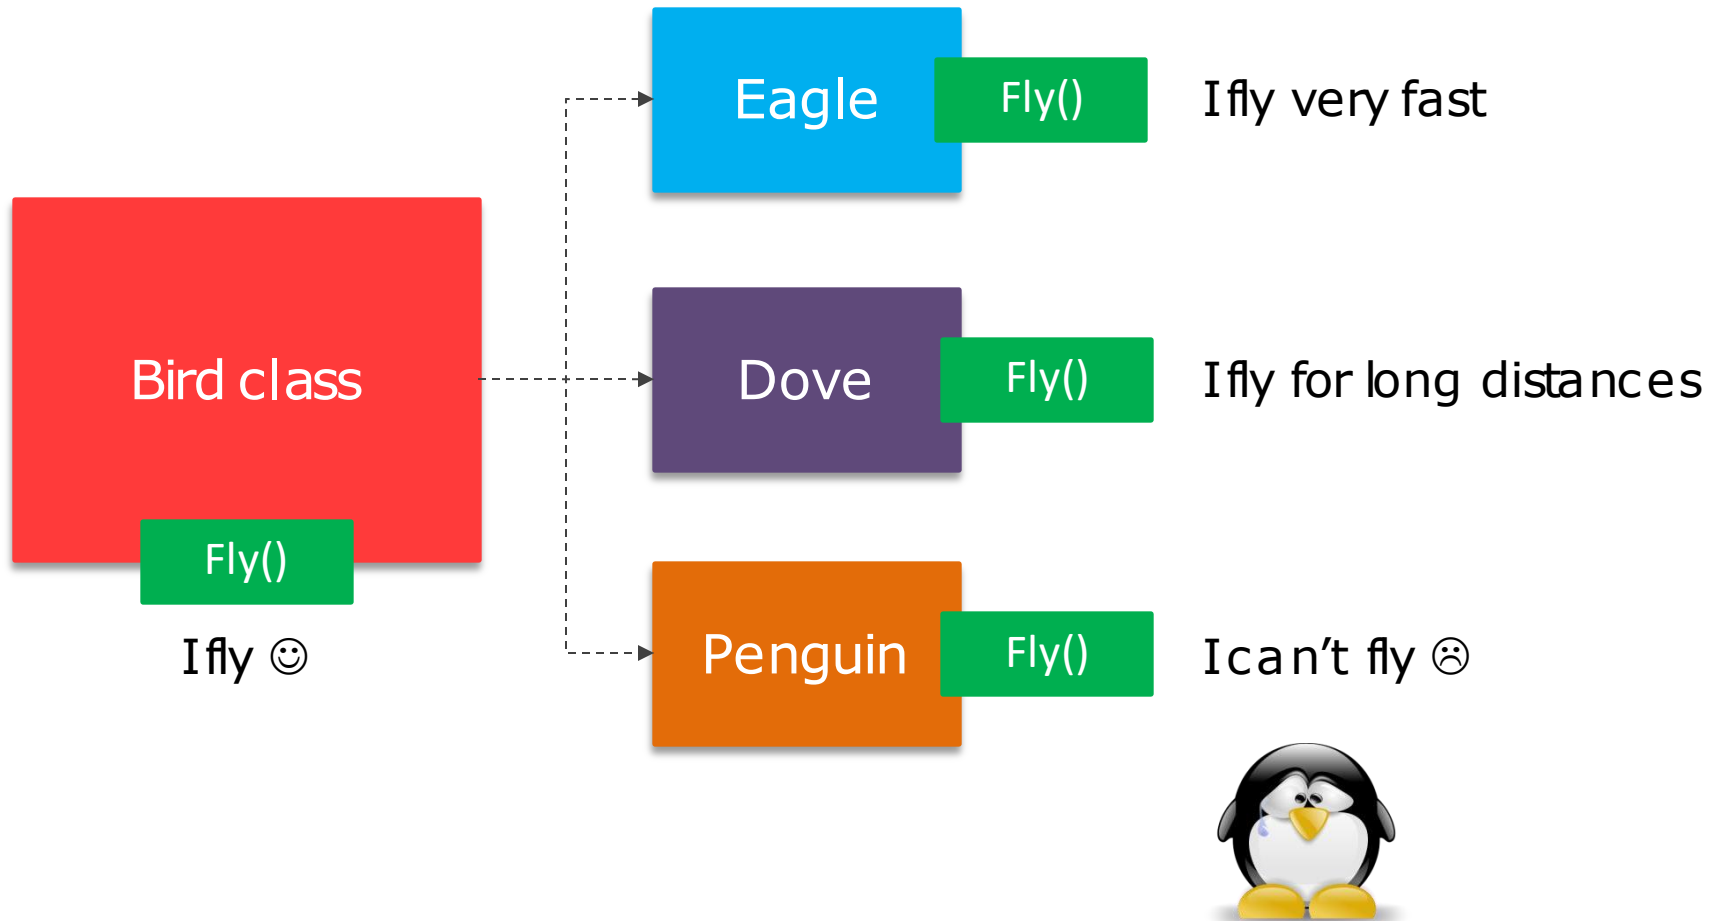 Eagle
Fly()
I fly very fast
Bird class
Fly()
I fly ☺
Dove
Fly()
I fly for long distances
Penguin
Fly()
I can’t fly ☹